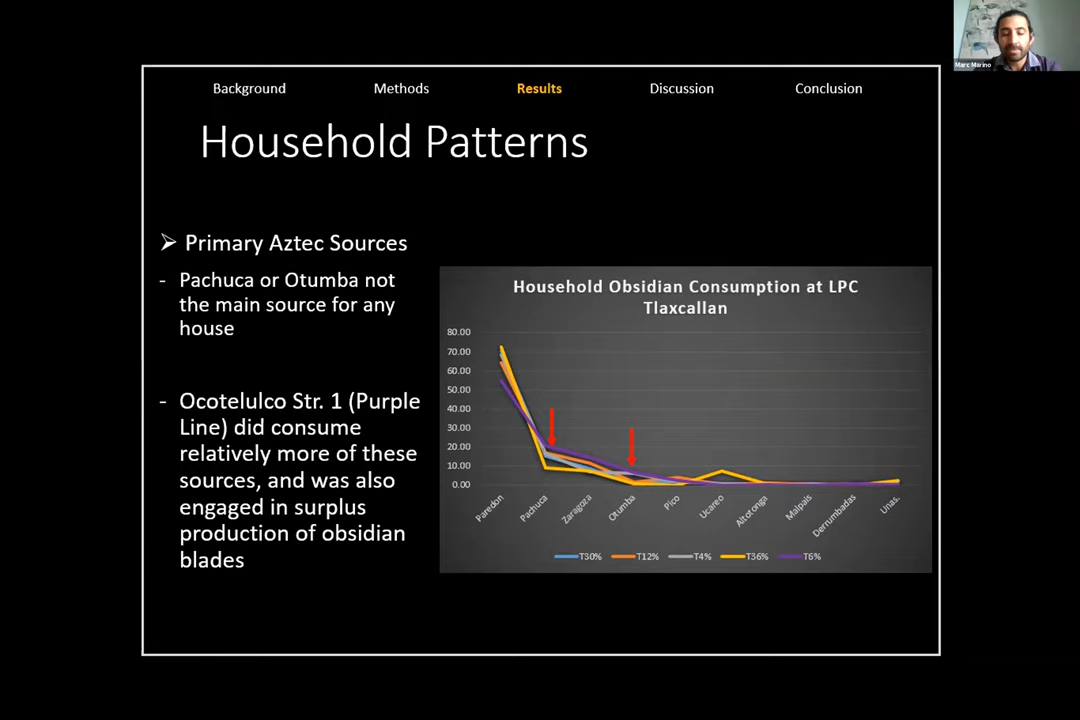 Marc Marino
Background Methods Results Discussion Conclusion
Household Patterns
➢ Primary Aztec Sources
- Pachuca or Otumba not
the main source for any
house
- Ocotelulco Str. 1 (Purple
Line) did consume
relatively more of these
sources, and was also
engaged in surplus
production of obsidian
blades
Household Obsidian Consumption at LPC
Tlaxcallan
80.00
70.00
60.00
50.00
40.00
30.00
20.00
10.00
0.00
Paredon
Pachuca
Zaragoza
Otumba
Pico
Ucareo
Altotonga
Malpais
Derrumbadas
Unas.
T30% T12% T4% T36% T6%